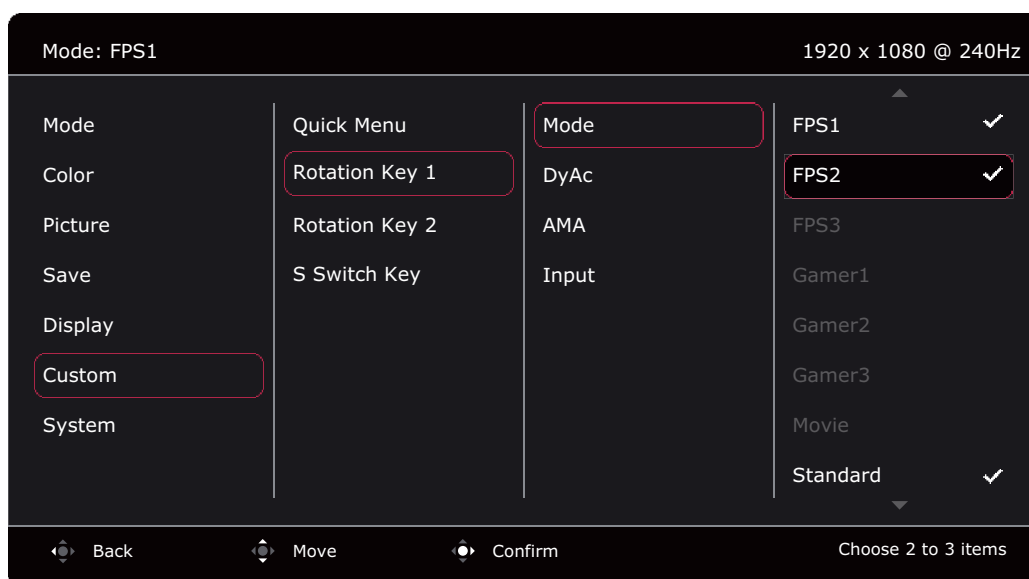 Mode: FPS1
1920 x 1080 @ 240Hz
Mode
Color
Picture
Save
Display
Custom
System
Quick Menu
Rotation Key 1
Rotation Key 2
S Switch Key
Mode
DyAc
AMA
Input
FPS1
FPS2
FPS3
Gamer1
Gamer2
Gamer3
Movie
Standard
Back
Move
Confirm
Choose 2 to 3 items